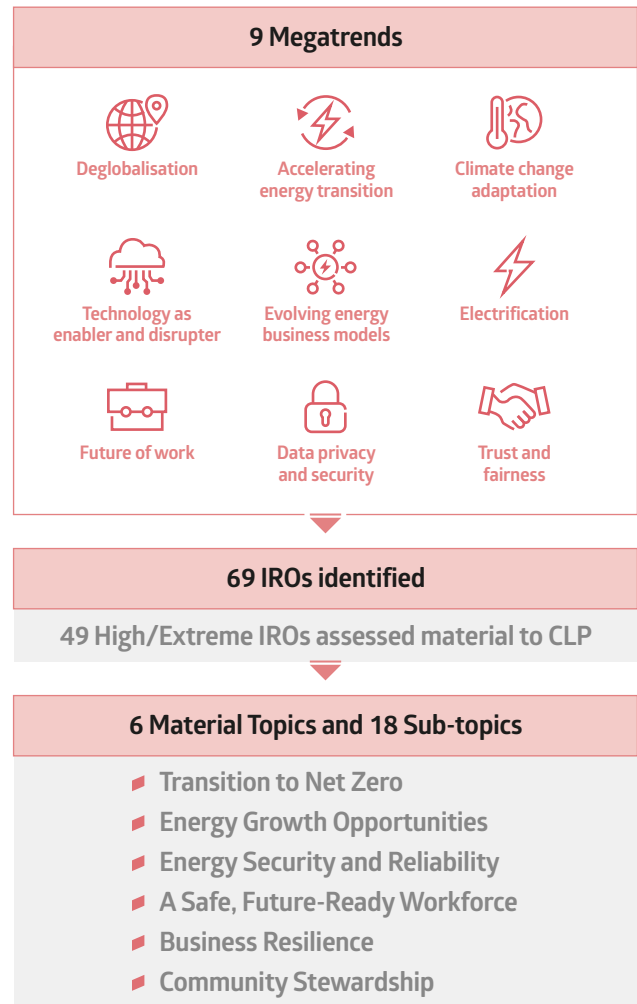 9 Megatrends
Deglobalisation
Accelerating
energy transition
Climate change
adaptation
Technology as
enabler and disrupter
Evolving energy
business models
Electrification
Future of work
Data privacy
and security
Trust and
fairness
69 IROs identified
49 High/Extreme IROs assessed material to CLP
6 Material Topics and 18 Sub-topics
Transition to Net Zero
Energy Growth Opportunities
Energy Security and Reliability
A Safe, Future-Ready Workforce
Business Resilience
Community Stewardship